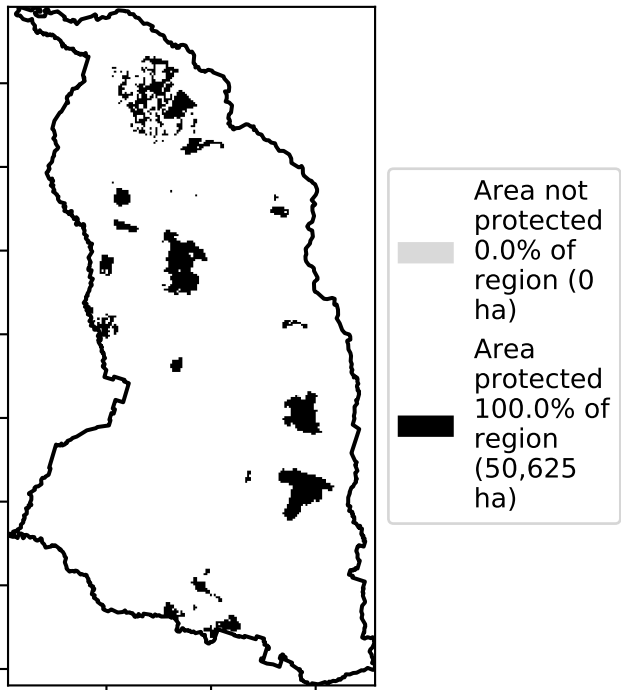 Area not
protected
0.0% of
region (0
ha)
Area
protected
100.0% of
region
(50,625
ha)